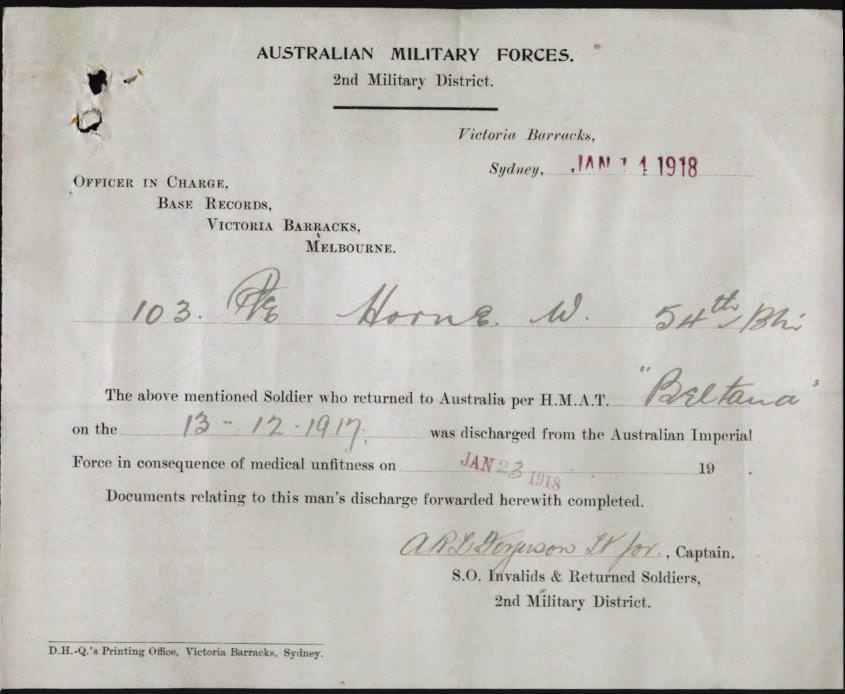 AUSTRALIAN MILITARY FORCES.
2nd Military District.
Victoria Barracks,
Sydney, JAN 14 1918
OFFICER IN CHARGE,
BASE RECORDS,
VICTORIA BARRACKS,
MELBOURNE.
103. Pte Horne. W. 54th Btn
The above mentioned Soldier who returned to Australia per H.M.A.T. "Beltana"
on the 13-12-1917. was discharged from the Australian Imperial
Force in consequence of medical unfitness on JAN 23 1918 19 .
Documents relating to this man's discharge forwarded herewith completed.
Lt for., Captain.
S.O. Invalids & Returned Soldiers,
2nd Military District.
D.H.-Q.'s Printing Office, Victoria Barracks, Sydney.